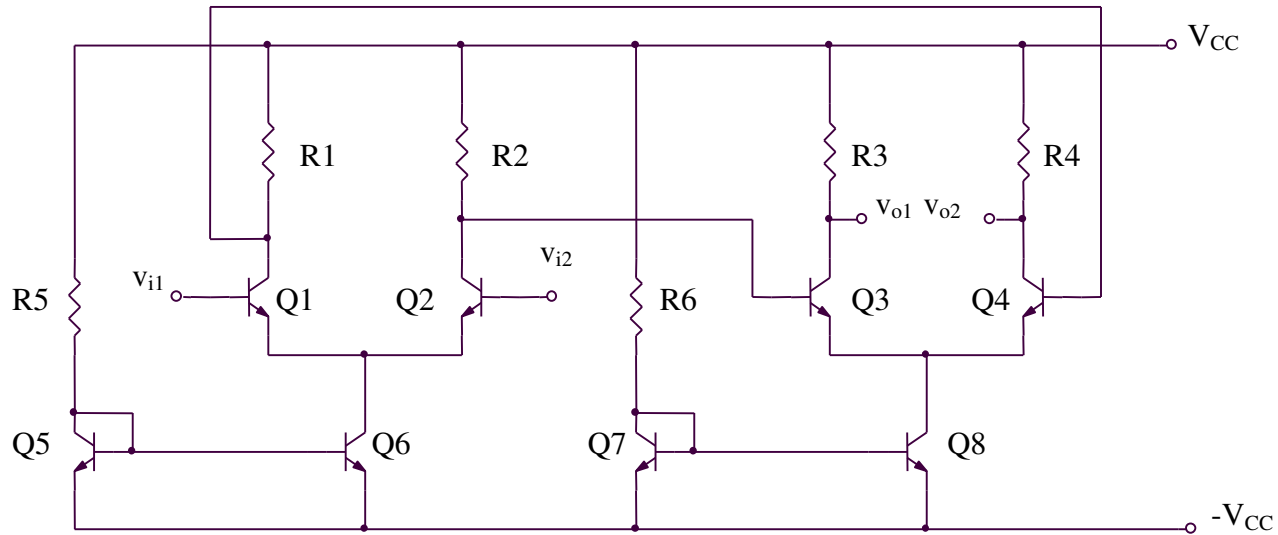 V_CC
R1
R2
R3
R4
v_o1
v_o2
v_i1
v_i2
R5
Q1
Q2
R6
Q3
Q4
Q5
Q6
Q7
Q8
-V_CC